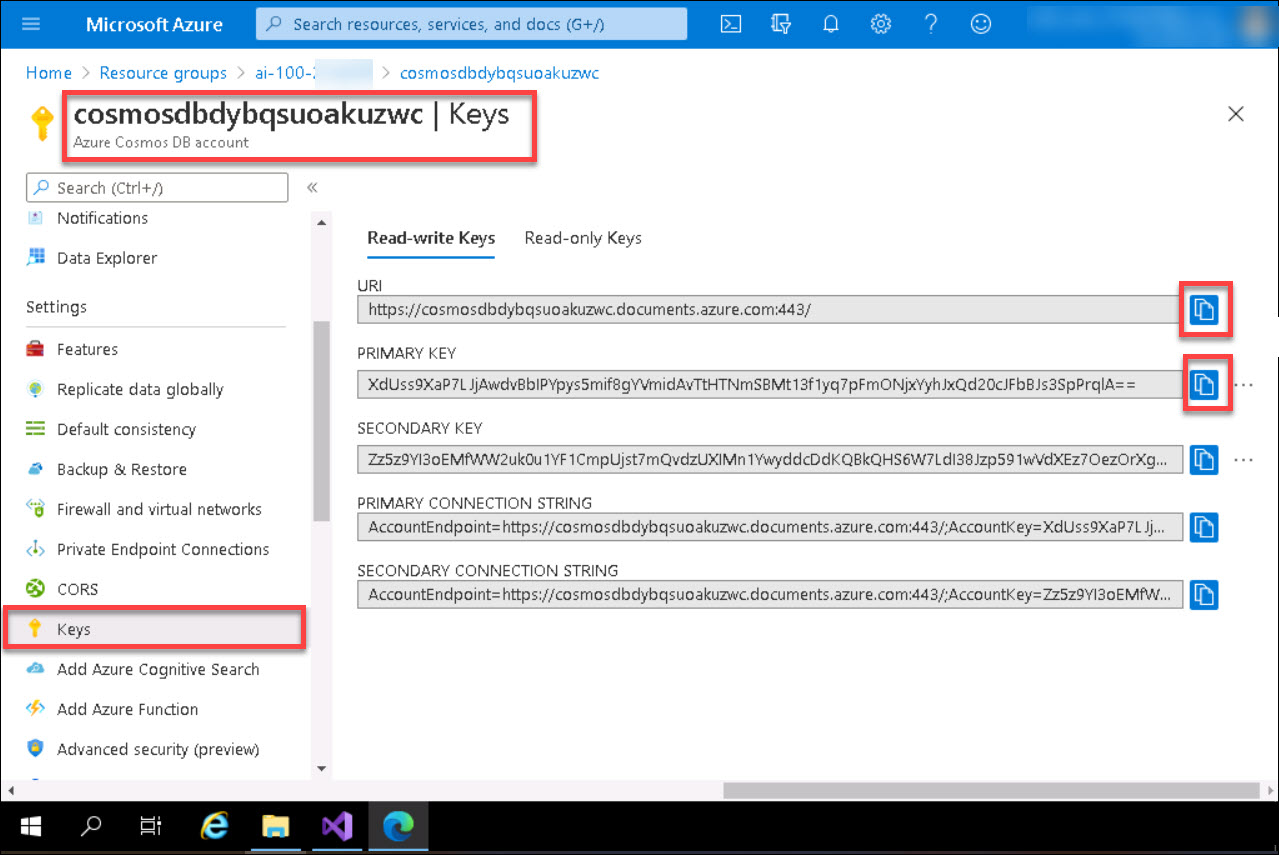 Microsoft Azure
Search resources, services, and docs (G+/)
Home > Resource groups > ai-100- > cosmosdbdybqsuoakuzwc
cosmosdbdybqsuoakuzwc | Keys
Azure Cosmos DB account
Search (Ctrl+/)
«
Notifications
Data Explorer
Settings
Features
Replicate data globally
Default consistency
Backup & Restore
Firewall and virtual networks
Private Endpoint Connections
CORS
Keys
Add Azure Cognitive Search
Add Azure Function
Advanced security (preview)
Read-write Keys
Read-only Keys
URI
https://cosmosdbdybqsuoakuzwc.documents.azure.com:443/
PRIMARY KEY
XdUss9XaP7LJjAwdvBbIPYpys5mif8gYVmidAvTtHTNmSBMt13f1yq7pFmONjxYyhJxQd20cJFbBJs3SpPrqlA==
SECONDARY KEY
Zz5z9YI3oEMfWW2uk0u1YF1CmpUjst7mQvdzUXIMn1YwyddcDdKQBkQHS6W7LdI38Jzp591wVdXEz7OezOrXg...
PRIMARY CONNECTION STRING
AccountEndpoint=https://cosmosdbdybqsuoakuzwc.documents.azure.com:443/;AccountKey=XdUss9XaP7LJj...
SECONDARY CONNECTION STRING
AccountEndpoint=https://cosmosdbdybqsuoakuzwc.documents.azure.com:443/;AccountKey=Zz5z9YI3oEMfW...